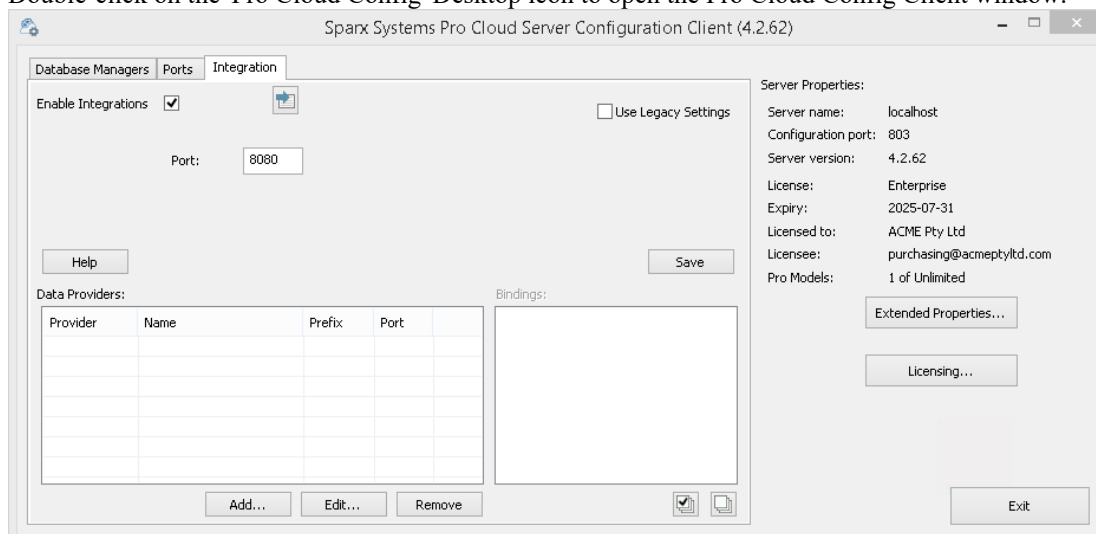 Double-click on the 'Pro Cloud Config' Desktop icon to open the Pro Cloud Config Client window.
Sparx Systems Pro Cloud Server Configuration Client (4.2.62)
Database Managers Ports Integration
Enable Integrations
Use Legacy Settings
Port: 8080
Help
Save
Data Providers:
Bindings:
Provider Name Prefix Port
Add... Edit... Remove
Server Properties:
Server name: localhost
Configuration port: 803
Server version: 4.2.62
License: Enterprise
Expiry: 2025-07-31
Licensed to: ACME Pty Ltd
Licensee: purchasing@acmeptyltd.com
Pro Models: 1 of Unlimited
Extended Properties...
Licensing...
Exit